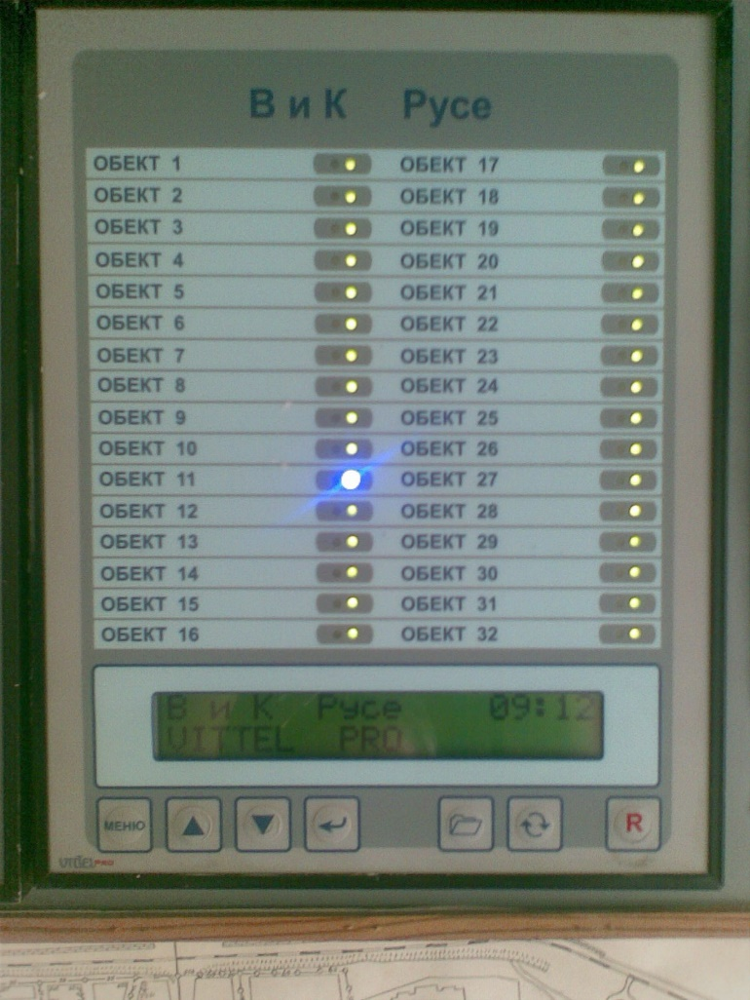 В и К Русе
ОБЕКТ 1
ОБЕКТ 2
ОБЕКТ 3
ОБЕКТ 4
ОБЕКТ 5
ОБЕКТ 6
ОБЕКТ 7
ОБЕКТ 8
ОБЕКТ 9
ОБЕКТ 10
ОБЕКТ 11
ОБЕКТ 12
ОБЕКТ 13
ОБЕКТ 14
ОБЕКТ 15
ОБЕКТ 16
ОБЕКТ 17
ОБЕКТ 18
ОБЕКТ 19
ОБЕКТ 20
ОБЕКТ 21
ОБЕКТ 22
ОБЕКТ 23
ОБЕКТ 24
ОБЕКТ 25
ОБЕКТ 26
ОБЕКТ 27
ОБЕКТ 28
ОБЕКТ 29
ОБЕКТ 30
ОБЕКТ 31
ОБЕКТ 32
В и К Русе 09:12
VITTEL PRO
МЕНЮ
R
VITTEL PRO